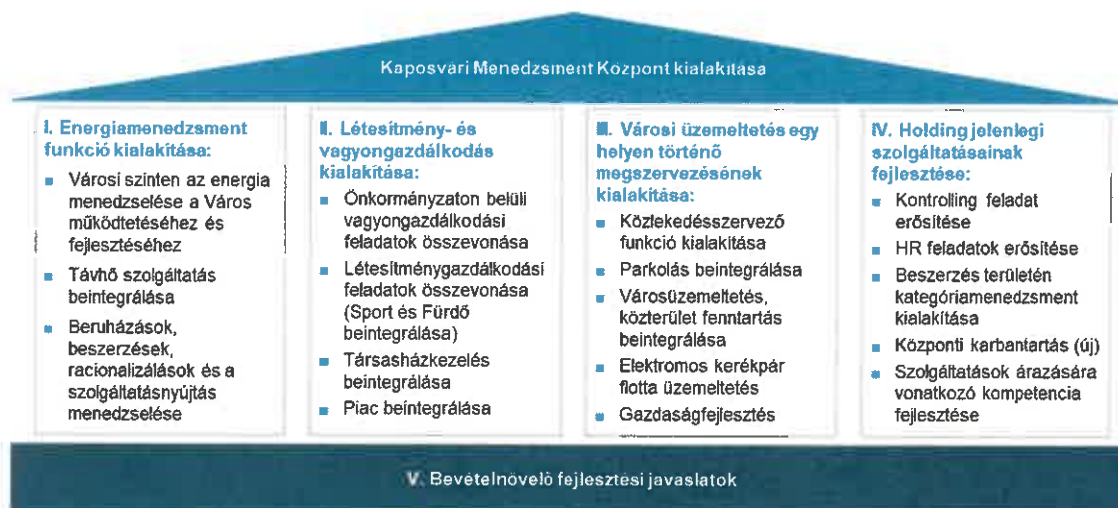 Kaposvári Menedzsment Központ kialakítása
I. Energiamenedzsment
funkció kialakítása:
Városi szinten az energia
menedzselése a Város
működtetéséhez és
fejlesztéséhez
Távhő szolgáltatás
beintegrálása
Beruházások,
beszerzések,
racionalizálások és a
szolgáltatásnyújtás
menedzselése
II. Létesítmény- és
vagyongazdálkodás
kialakítása:
Önkormányzaton belüli
vagyongazdálkodási
feladatok összevonása
Létesítménygazdálkodási
feladatok összevonása
(Sport és Fürdő
beintegrálása)
Társasházkezelés
beintegrálása
Piac beintegrálása
III. Városi üzemeltetés egy
helyen történő
megszervezésének
kialakítása:
Közlekedésszervező
funkció kialakítása
Parkolás beintegrálása
Városüzemeltetés,
közterület fenntartás
beintegrálása
Elektromos kerékpár
flotta üzemeltetés
Gazdaságfejlesztés
IV. Holding jelenlegi
szolgáltatásainak
fejlesztése:
Kontrolling feladat
erősítése
HR feladatok erősítése
Beszerzés területén
kategóriamenedzsment
kialakítása
Központi karbantartás (új)
Szolgáltatások árazására
vonatkozó kompetencia
fejlesztése
V. Bevételnövelő fejlesztési javaslatok